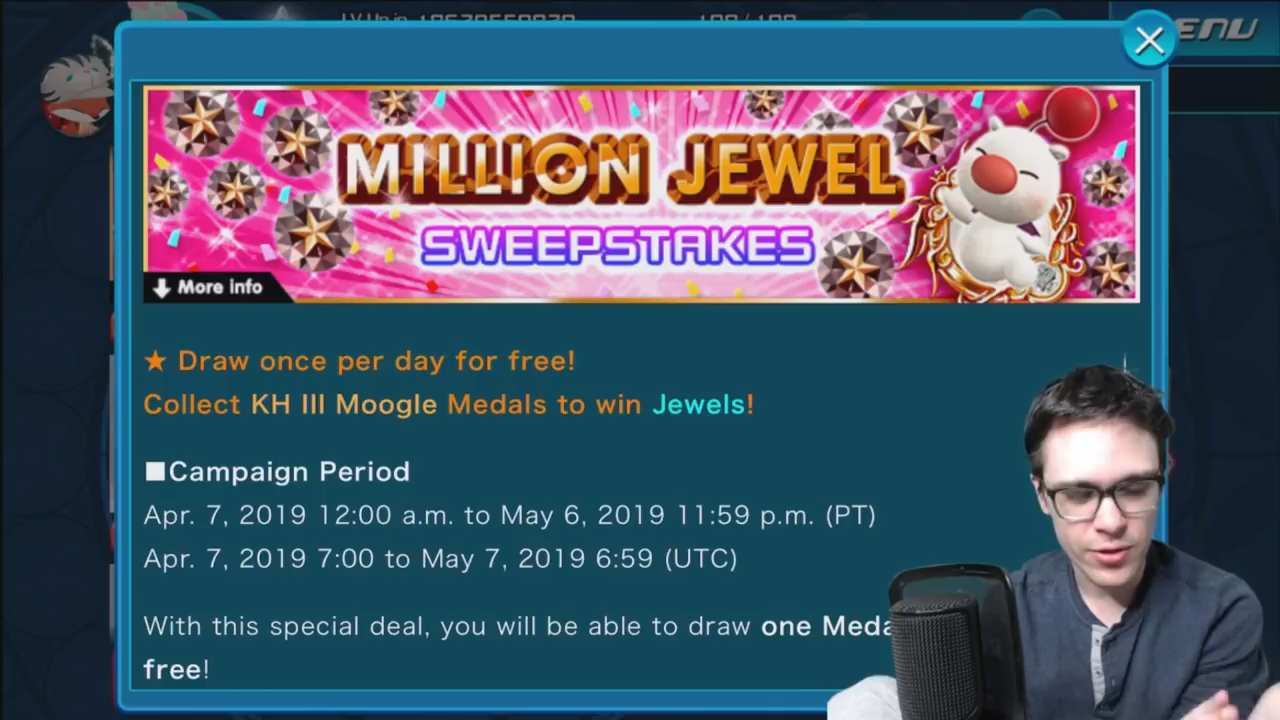 MENU
MILLION JEWEL
SWEEPSTAKES
More info
★ Draw once per day for free!
Collect KH III Moogle Medals to win Jewels!
■Campaign Period
Apr. 7, 2019 12:00 a.m. to May 6, 2019 11:59 p.m. (PT)
Apr. 7, 2019 7:00 to May 7, 2019 6:59 (UTC)
With this special deal, you will be able to draw one Meda
free!